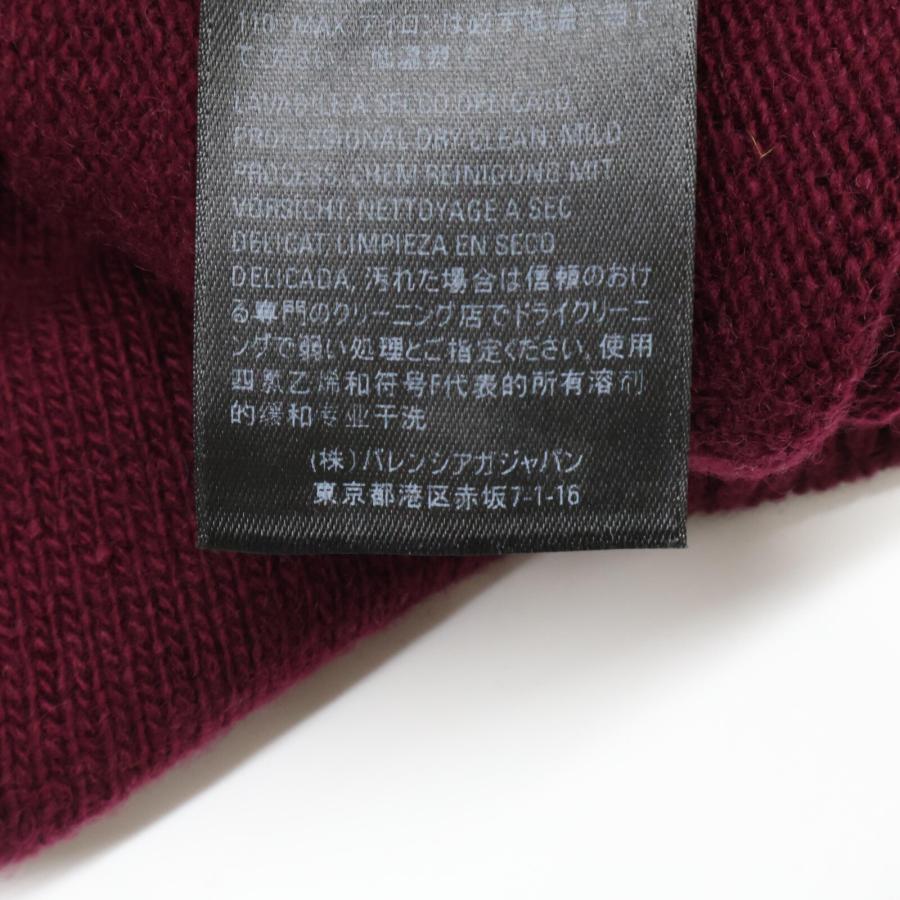 110℃MAX アイロンは必ず
LAVABILE A SECCO DELICATO.
PROFESSIONAL DRY CLEAN. MILD
PROCESS. CHEM.REINIGUNG MIT
VORSICHT. NETTOYAGE A SEC
DELICAT. LIMPIEZA EN SECO
DELICADA. 汚れた場合は信頼のおけ
る専門のクリーニング店でドライクリーニ
ングで弱い処理とご指定ください. 使用
四氯乙烯和符号F代表的所有溶剂
的缓和专业干洗
(株)バレンシアガジャパン
東京都港区赤坂7-1-16